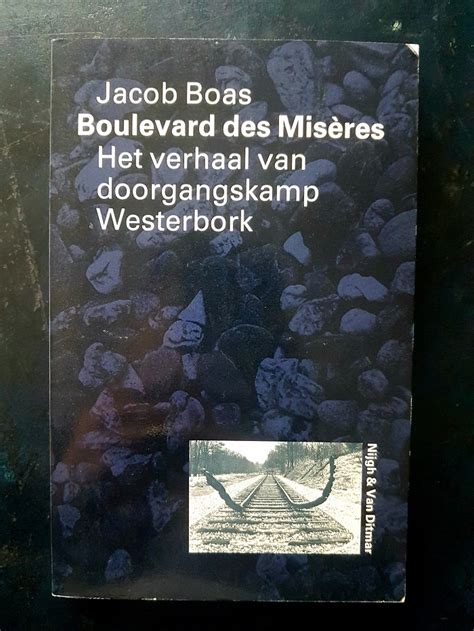 Jacob Boas
Boulevard des Misères
Het verhaal van
doorgangskamp
Westerbork
Nijgh & Van Ditmar